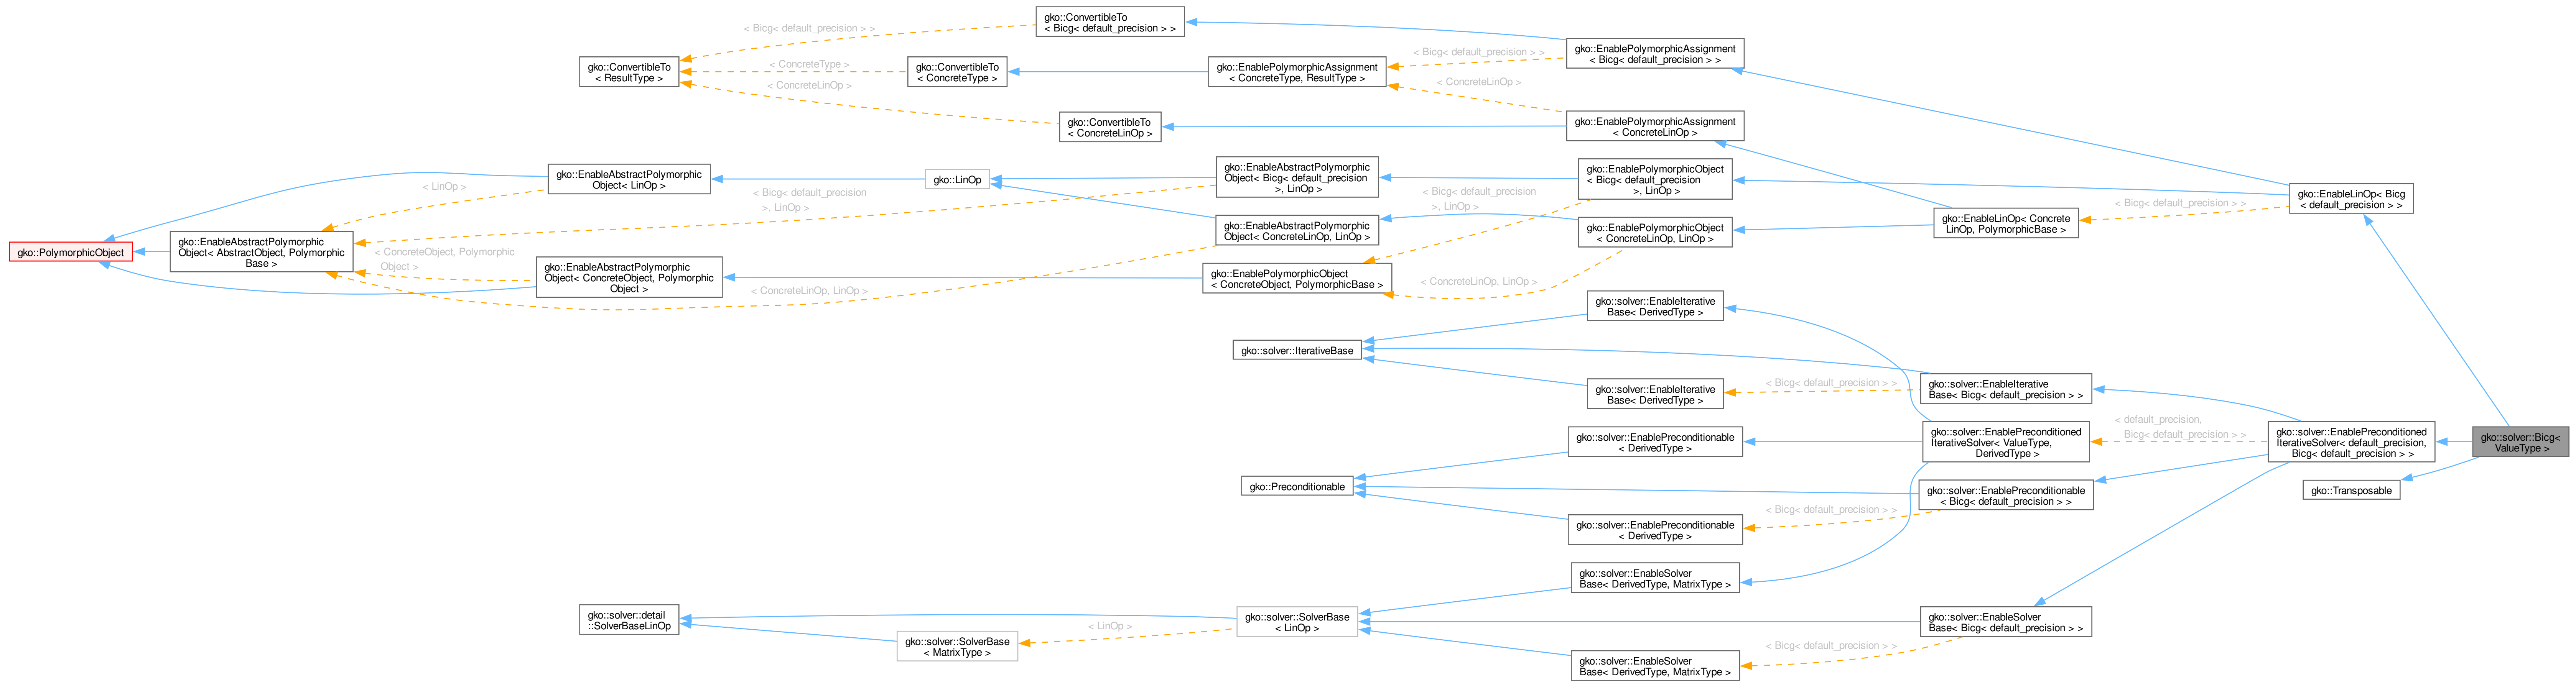 gko::ConvertibleTo
< Bicg< default_precision > >
< Bicg< default_precision > >
gko::ConvertibleTo
< ResultType >
< ConcreteType >
gko::ConvertibleTo
< ConcreteType >
gko::EnablePolymorphicAssignment
< ConcreteType, ResultType >
< Bicg< default_precision > >
gko::EnablePolymorphicAssignment
< Bicg< default_precision > >
< ConcreteLinOp >
< ConcreteLinOp >
gko::ConvertibleTo
< ConcreteLinOp >
gko::EnablePolymorphicAssignment
< ConcreteLinOp >
gko::EnableAbstractPolymorphic
Object< LinOp >
< LinOp >
gko::LinOp
gko::EnableAbstractPolymorphic
Object< Bicg< default_precision
>, LinOp >
gko::EnablePolymorphicObject
< Bicg< default_precision
>, LinOp >
< Bicg< default_precision
>, LinOp >
< Bicg< default_precision
>, LinOp >
gko::EnableLinOp< Bicg
< default_precision > >
< Bicg< default_precision > >
gko::EnableLinOp< Concrete
LinOp, PolymorphicBase >
gko::EnableAbstractPolymorphic
Object< ConcreteLinOp, LinOp >
gko::EnablePolymorphicObject
< ConcreteLinOp, LinOp >
gko::PolymorphicObject
gko::EnableAbstractPolymorphic
Object< AbstractObject, Polymorphic
Base >
< ConcreteObject, Polymorphic
Object >
gko::EnableAbstractPolymorphic
Object< ConcreteObject, Polymorphic
Object >
< ConcreteLinOp, LinOp >
gko::EnablePolymorphicObject
< ConcreteObject, PolymorphicBase >
< ConcreteLinOp, LinOp >
gko::solver::EnableIterative
Base< DerivedType >
gko::solver::IterativeBase
gko::solver::EnableIterative
Base< DerivedType >
< Bicg< default_precision > >
gko::solver::EnableIterative
Base< Bicg< default_precision > >
gko::solver::EnablePreconditionable
< DerivedType >
gko::solver::EnablePreconditioned
IterativeSolver< ValueType,
DerivedType >
< default_precision,
Bicg< default_precision > >
gko::solver::EnablePreconditioned
IterativeSolver< default_precision,
Bicg< default_precision > >
gko::solver::Bicg<
ValueType >
gko::Preconditionable
gko::solver::EnablePreconditionable
< Bicg< default_precision > >
gko::Transposable
< Bicg< default_precision > >
gko::solver::EnablePreconditionable
< DerivedType >
gko::solver::EnableSolver
Base< DerivedType, MatrixType >
gko::solver::detail
::SolverBaseLinOp
gko::solver::SolverBase
< MatrixType >
< LinOp >
gko::solver::SolverBase
< LinOp >
gko::solver::EnableSolver
Base< Bicg< default_precision > >
< Bicg< default_precision > >
gko::solver::EnableSolver
Base< DerivedType, MatrixType >